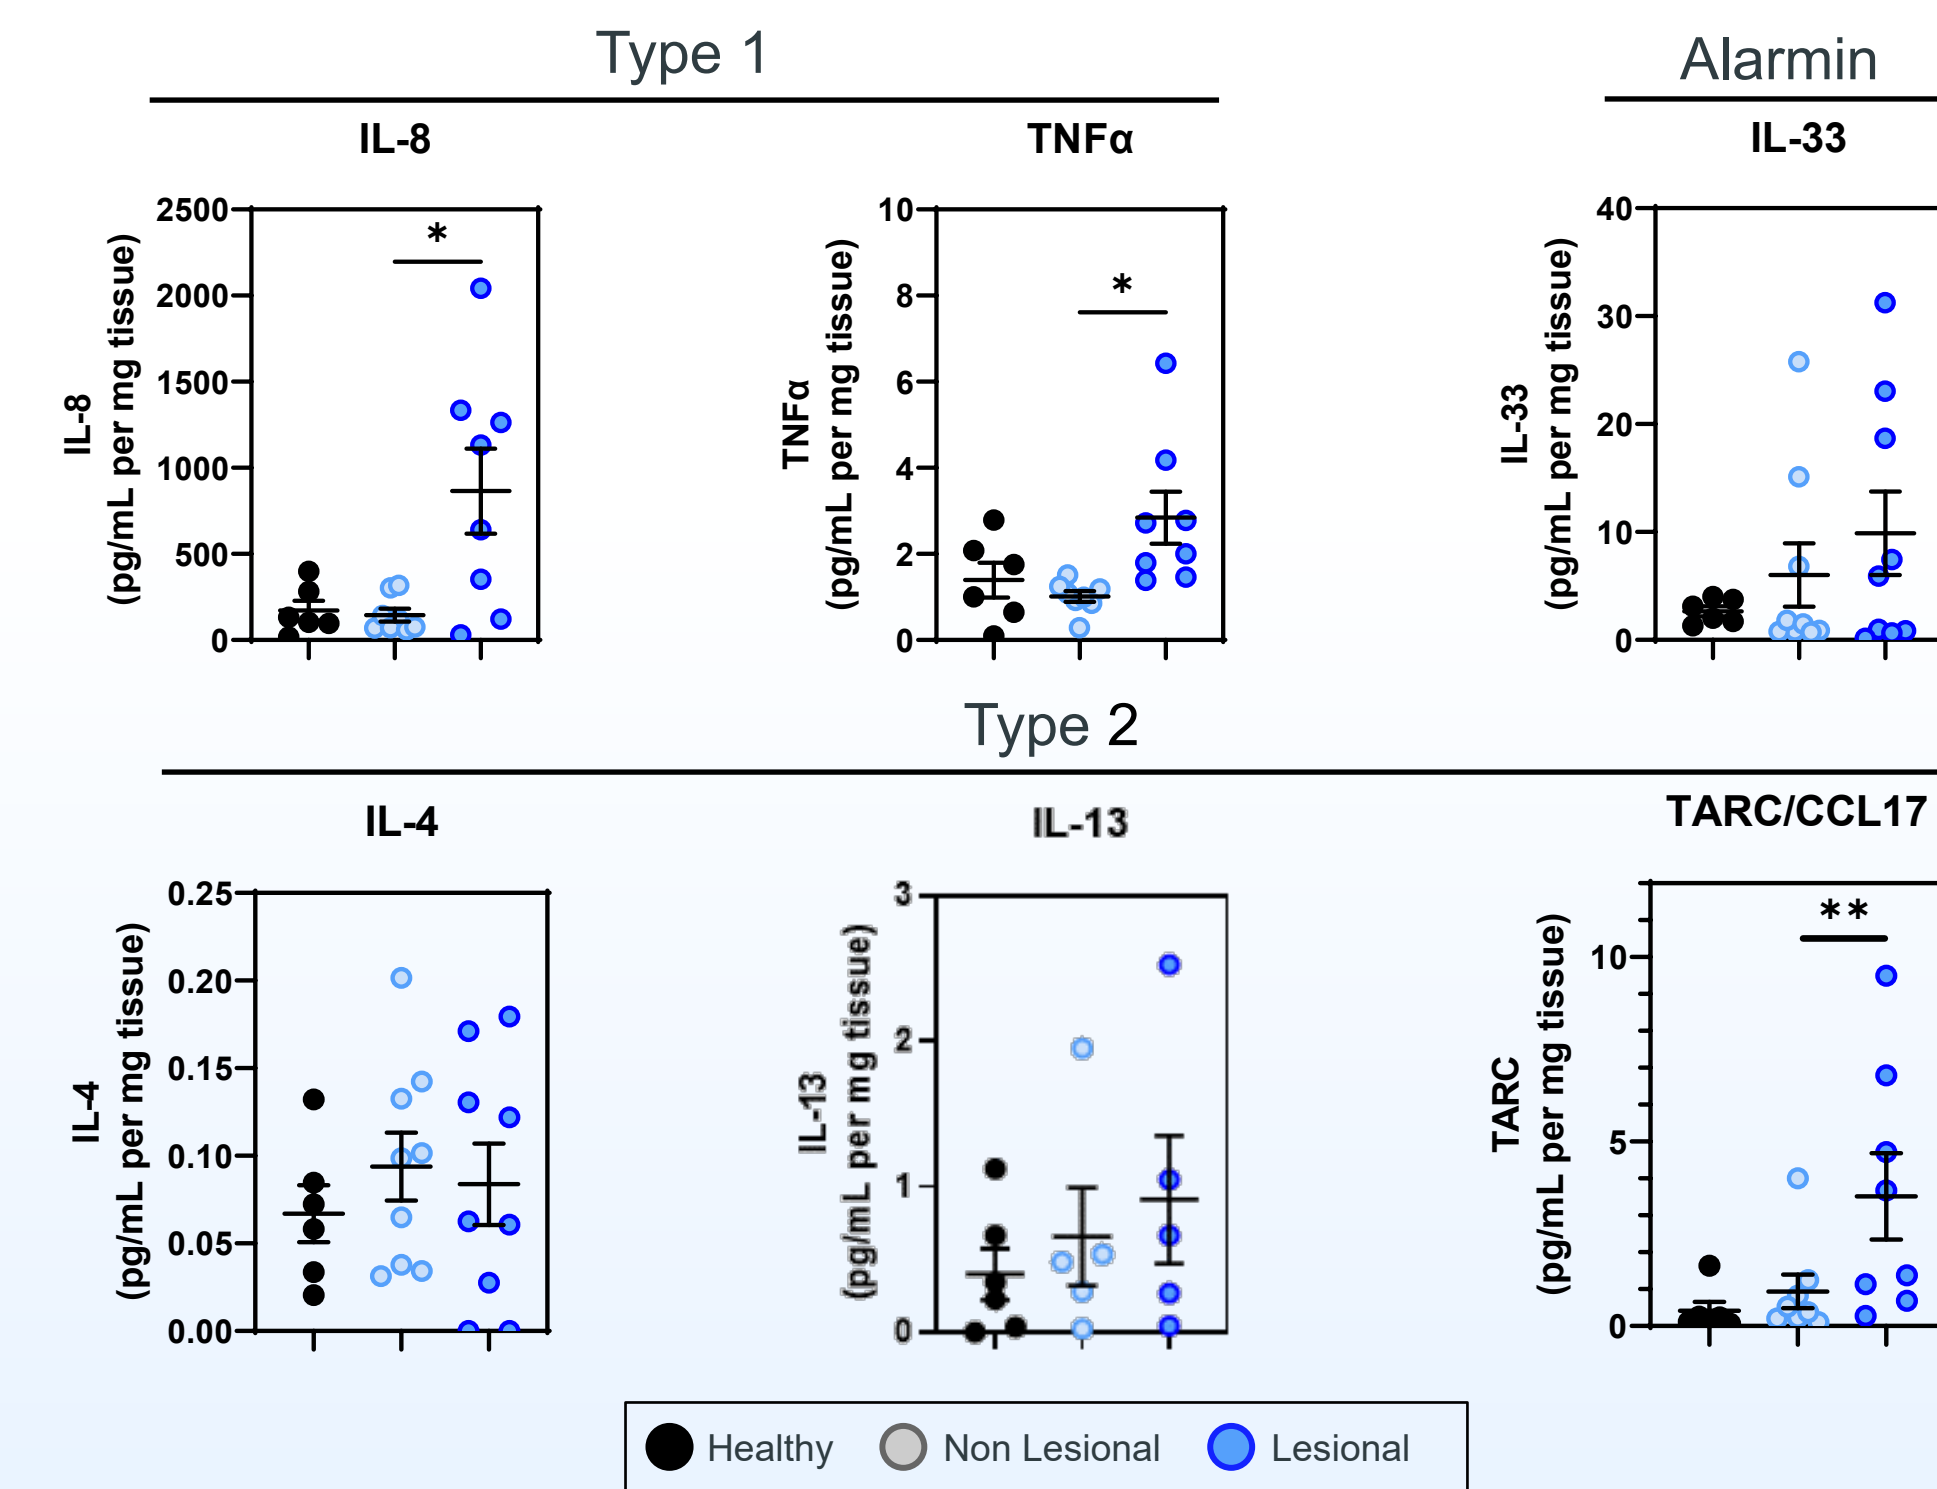 Type 1
Alarmin
IL-8
TNFα
IL-33
IL-8
(pg/mL per mg tissue)
2500
2000
1500
1000
500
0
*
TNFα
(pg/mL per mg tissue)
10
8
6
4
2
0
*
IL-33
(pg/mL per mg tissue)
40
30
20
10
0
Type 2
IL-4
IL-13
TARC/CCL17
IL-4
(pg/mL per mg tissue)
0.25
0.20
0.15
0.10
0.05
0.00
IL-13
(pg/mL per mg tissue)
3
2
1
0
TARC
(pg/mL per mg tissue)
10
5
0
**
Healthy Non Lesional Lesional